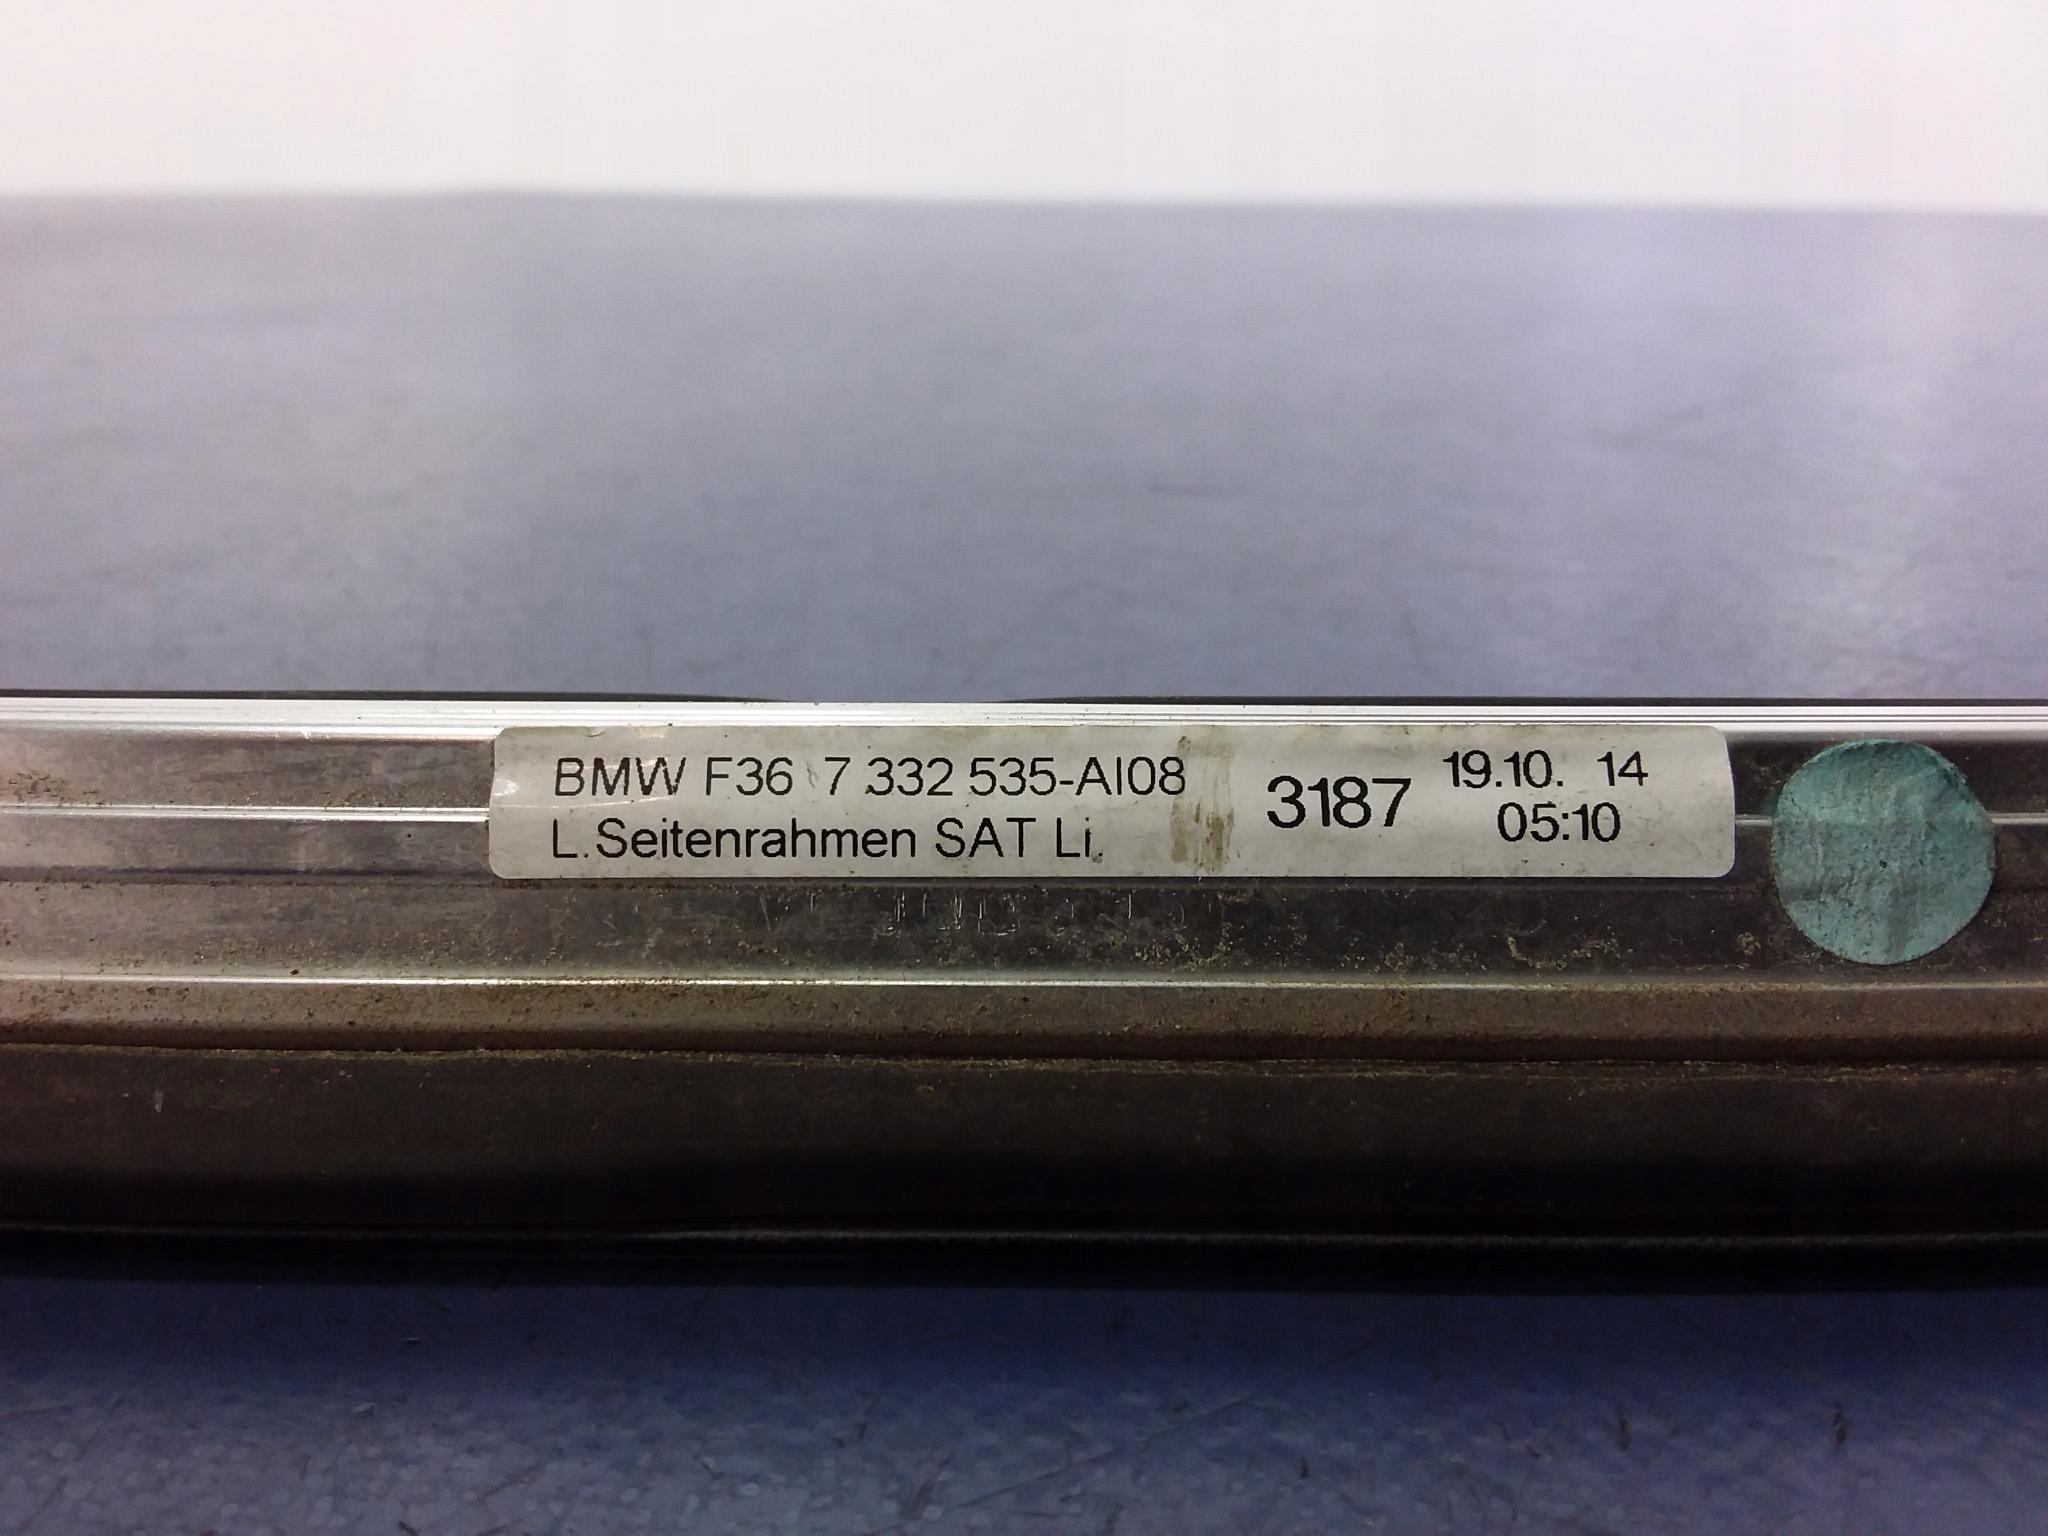 BMW F36 7 332 535-AI08
L.Seitenrahmen SAT Li.
3187
19.10. 14
05:10